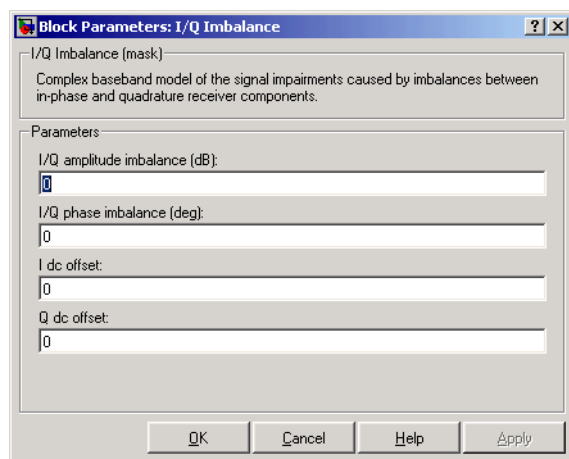 Block Parameters: I/Q Imbalance
I/Q Imbalance (mask)
Complex baseband model of the signal impairments caused by imbalances between
in-phase and quadrature receiver components.
Parameters
I/Q amplitude imbalance (dB):
0
I/Q phase imbalance (deg):
0
I dc offset:
0
Q dc offset:
0
OK Cancel Help Apply